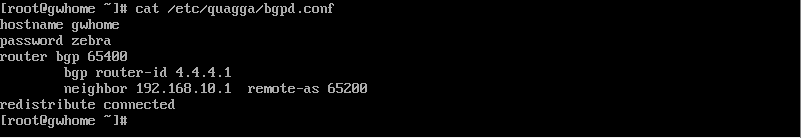 [root@gwhome ~]# cat /etc/quagga/bgpd.conf
hostname gwhome
password zebra
router bgp 65400
        bgp router-id 4.4.4.1
        neighbor 192.168.10.1  remote-as 65200
redistribute connected
[root@gwhome ~]#